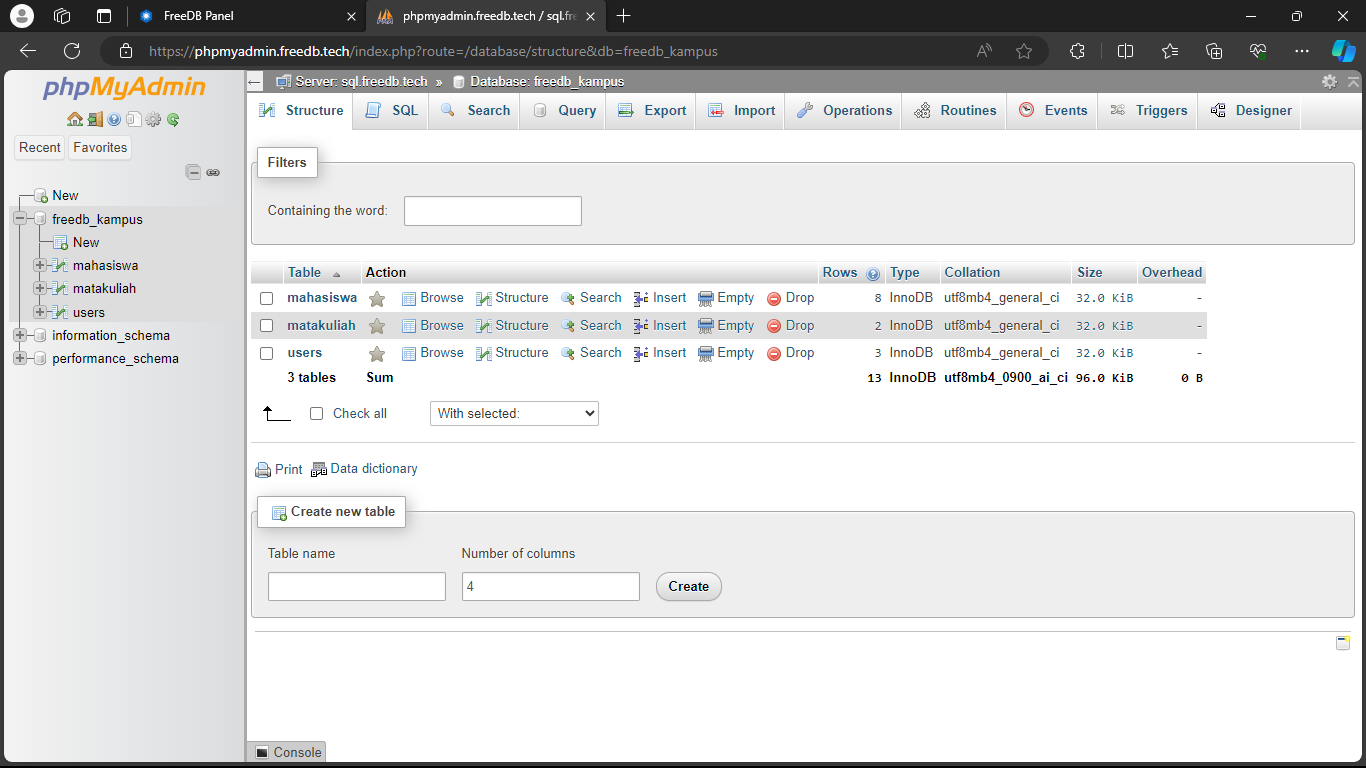 FreeDB Panel
phpmyadmin.freedb.tech / sql.fre
https://phpmyadmin.freedb.tech/index.php?route=/database/structure&db=freedb_kampus
phpMyAdmin
Recent Favorites
New
freedb_kampus
New
mahasiswa
matakuliah
users
information_schema
performance_schema
Server: sql.freedb.tech » Database: freedb_kampus
Structure SQL Search Query Export Import Operations Routines Events Triggers Designer
Filters
Containing the word:
Table Action Rows Type Collation Size Overhead
mahasiswa Browse Structure Search Insert Empty Drop 8 InnoDB utf8mb4_general_ci 32.0 KiB -
matakuliah Browse Structure Search Insert Empty Drop 2 InnoDB utf8mb4_general_ci 32.0 KiB -
users Browse Structure Search Insert Empty Drop 3 InnoDB utf8mb4_general_ci 32.0 KiB -
3 tables Sum 13 InnoDB utf8mb4_0900_ai_ci 96.0 KiB 0 B
Check all With selected:
Print Data dictionary
Create new table
Table name Number of columns
4 Create
Console